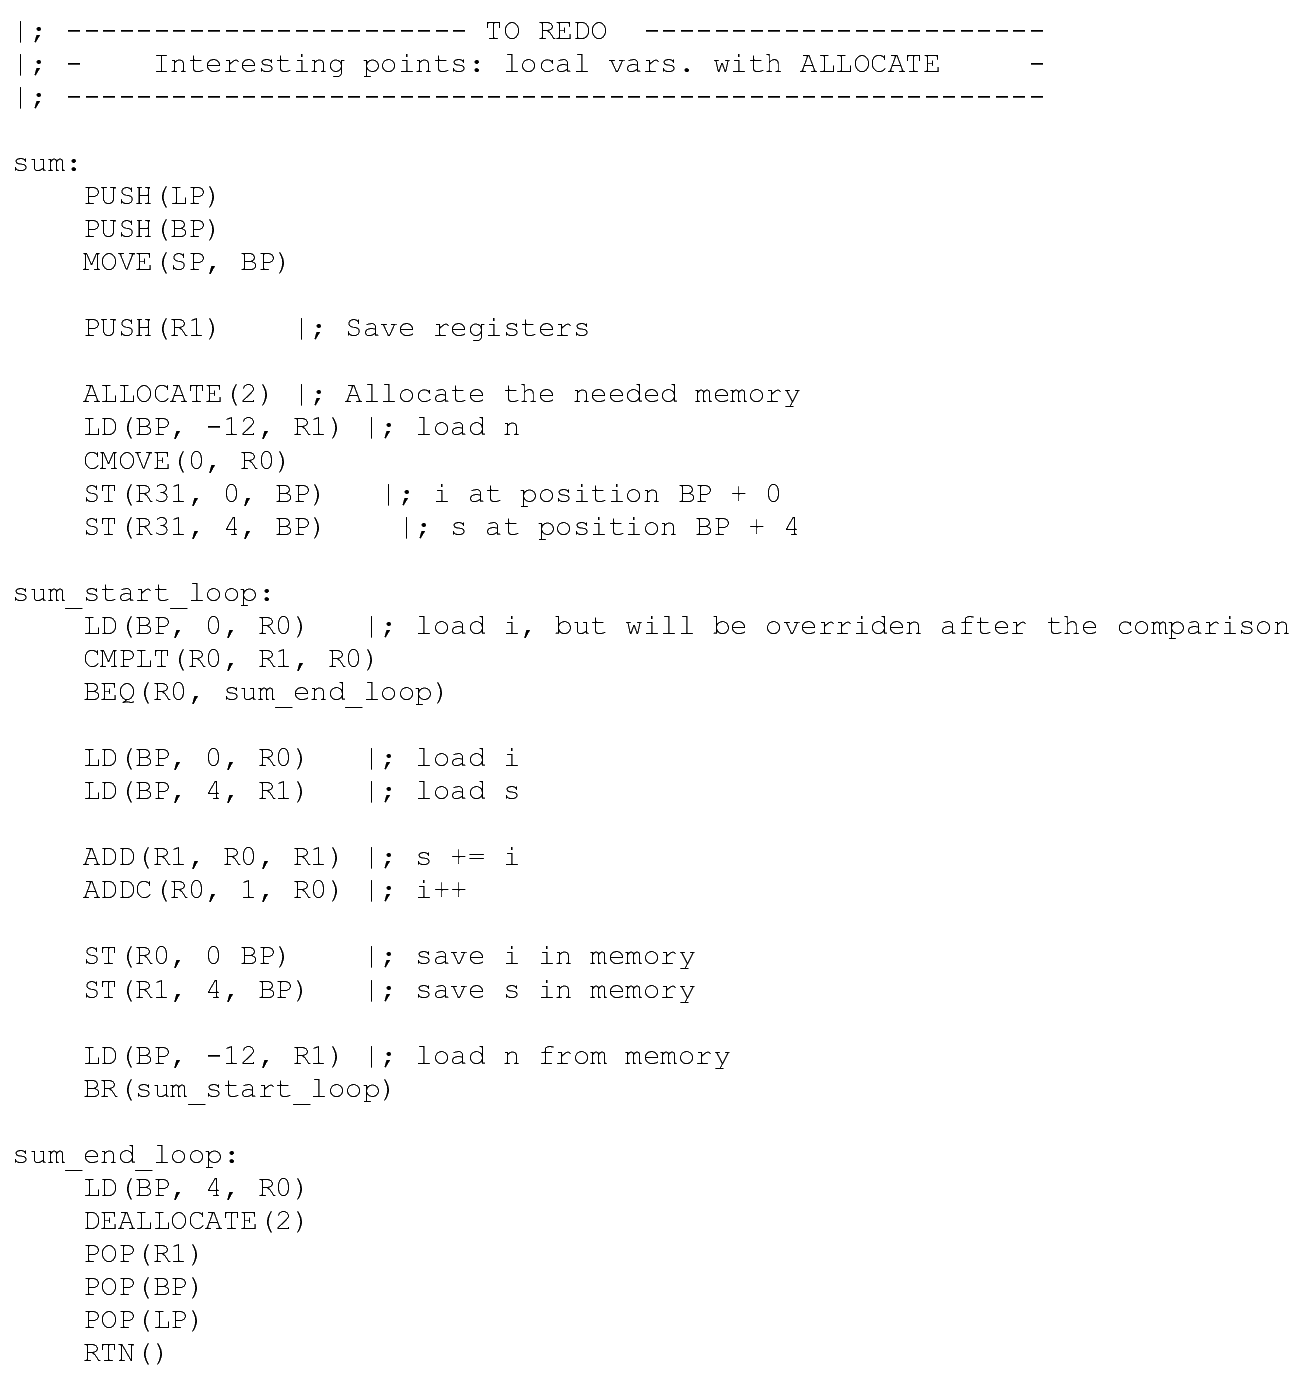 |; ----------------------- TO REDO  -----------------------
|; -    Interesting points: local vars. with ALLOCATE     -
|; --------------------------------------------------------
sum:
    PUSH(LP)
    PUSH(BP)
    MOVE(SP, BP)
    PUSH(R1)    |; Save registers
    ALLOCATE(2) |; Allocate the needed memory
    LD(BP, -12, R1) |; load n
    CMOVE(0, R0)
    ST(R31, 0, BP)   |; i at position BP + 0
    ST(R31, 4, BP)    |; s at position BP + 4
sum_start_loop:
    LD(BP, 0, R0)   |; load i, but will be overriden after the comparison
    CMPLT(R0, R1, R0)
    BEQ(R0, sum_end_loop)
    LD(BP, 0, R0)   |; load i
    LD(BP, 4, R1)   |; load s
    ADD(R1, R0, R1) |; s += i
    ADDC(R0, 1, R0) |; i++
    ST(R0, 0 BP)    |; save i in memory
    ST(R1, 4, BP)   |; save s in memory
    LD(BP, -12, R1) |; load n from memory
    BR(sum_start_loop)
sum_end_loop:
    LD(BP, 4, R0)
    DEALLOCATE(2)
    POP(R1)
    POP(BP)
    POP(LP)
    RTN()